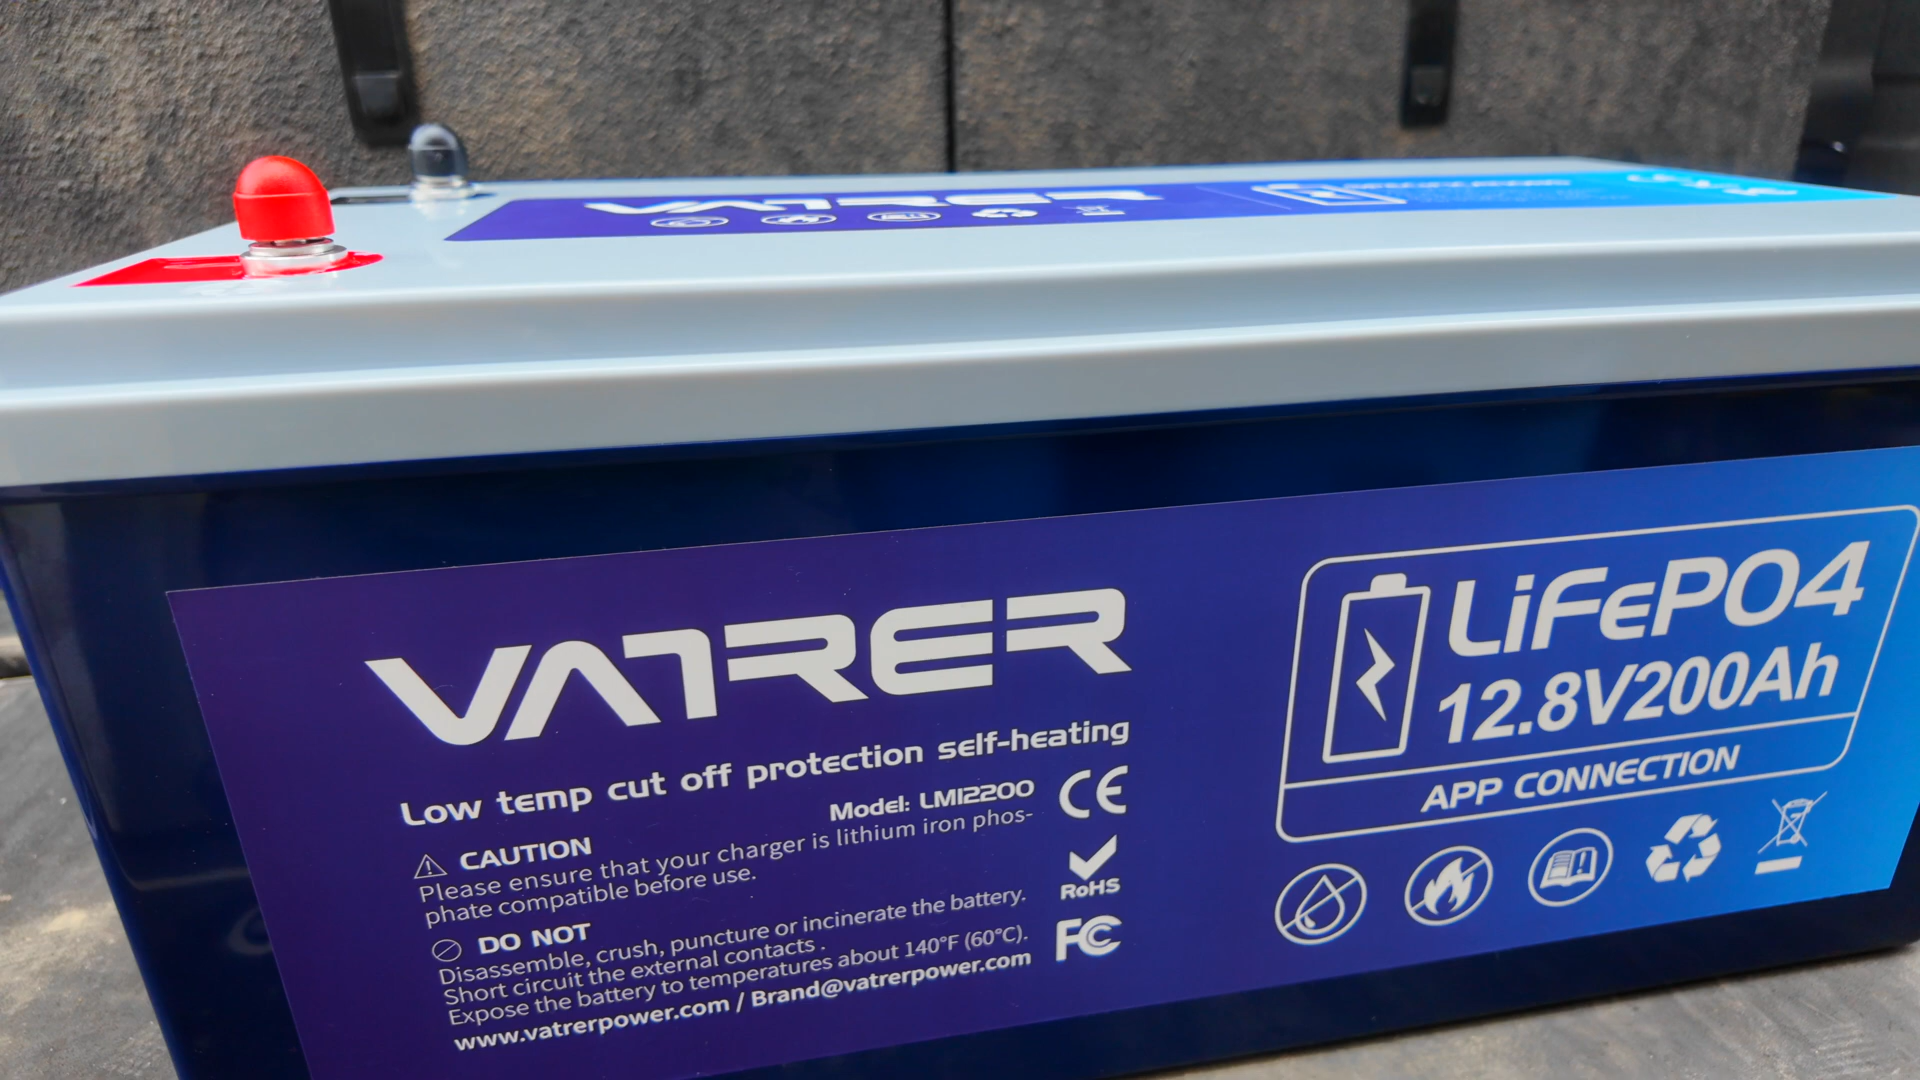 VATRER
VATRER
Low temp cut off protection self-heating
Model: LM12200
CAUTION
Please ensure that your charger is lithium iron phos-
phate compatible before use.
DO NOT
Disassemble, crush, puncture or incinerate the battery.
Short circuit the external contacts .
Expose the battery to temperatures about 140°F (60°C).
www.vatrerpower.com / Brand@vatrerpower.com
CE
RoHS
FC
LiFePO4
12.8V200Ah
APP CONNECTION